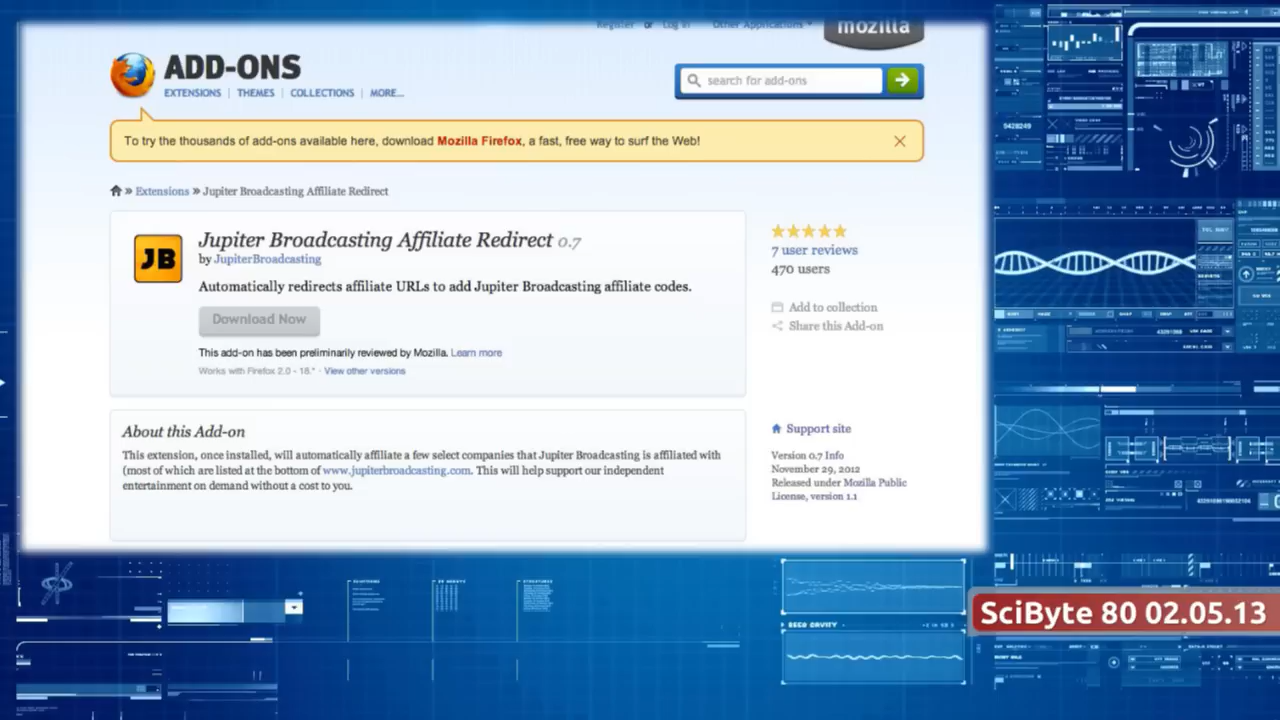 Register or Log in Other Applications
mozilla
ADD-ONS
EXTENSIONS | THEMES | COLLECTIONS | MORE...
search for add-ons
To try the thousands of add-ons available here, download Mozilla Firefox, a fast, free way to surf the Web!
» Extensions » Jupiter Broadcasting Affiliate Redirect
JB
Jupiter Broadcasting Affiliate Redirect 0.7
by JupiterBroadcasting
Automatically redirects affiliate URLs to add Jupiter Broadcasting affiliate codes.
Download Now
This add-on has been preliminarily reviewed by Mozilla. Learn more
Works with Firefox 2.0 - 18.* · View other versions
7 user reviews
470 users
Add to collection
Share this Add-on
About this Add-on
This extension, once installed, will automatically affiliate a few select companies that Jupiter Broadcasting is affiliated with
(most of which are listed at the bottom of www.jupiterbroadcasting.com. This will help support our independent
entertainment on demand without a cost to you.
Support site
Version 0.7 Info
November 29, 2012
Released under Mozilla Public
License, version 1.1
9428249
SciByte 80 02.05.13